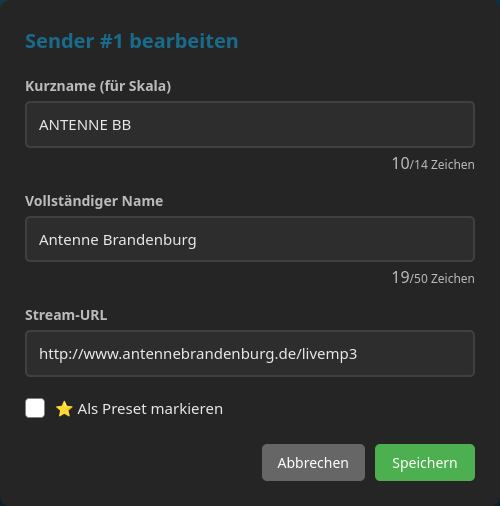 Sender #1 bearbeiten
Kurzname (für Skala)
ANTENNE BB
10/14 Zeichen
Vollständiger Name
Antenne Brandenburg
19/50 Zeichen
Stream-URL
http://www.antennebrandenburg.de/livemp3
⭐ Als Preset markieren
Abbrechen Speichern